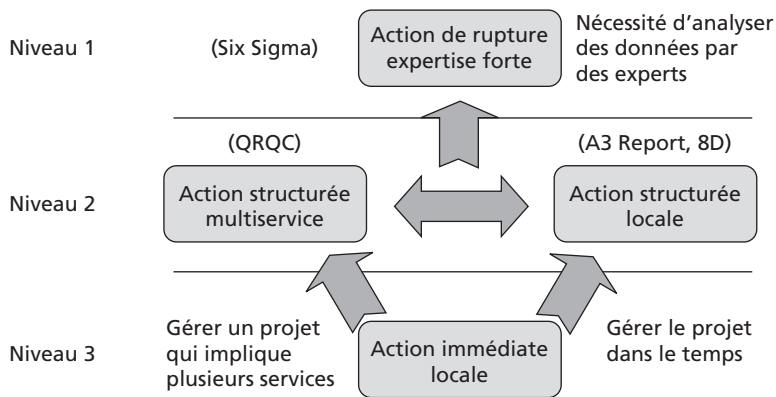 Niveau 1
(Six Sigma)
Action de rupture
expertise forte
Nécessité d’analyser
des données par
des experts
(QRQC)
(A3 Report, 8D)
Niveau 2
Action structurée
multiservice
Action structurée
locale
Niveau 3
Gérer un projet
qui implique
plusieurs services
Action immédiate
locale
Gérer le projet
dans le temps